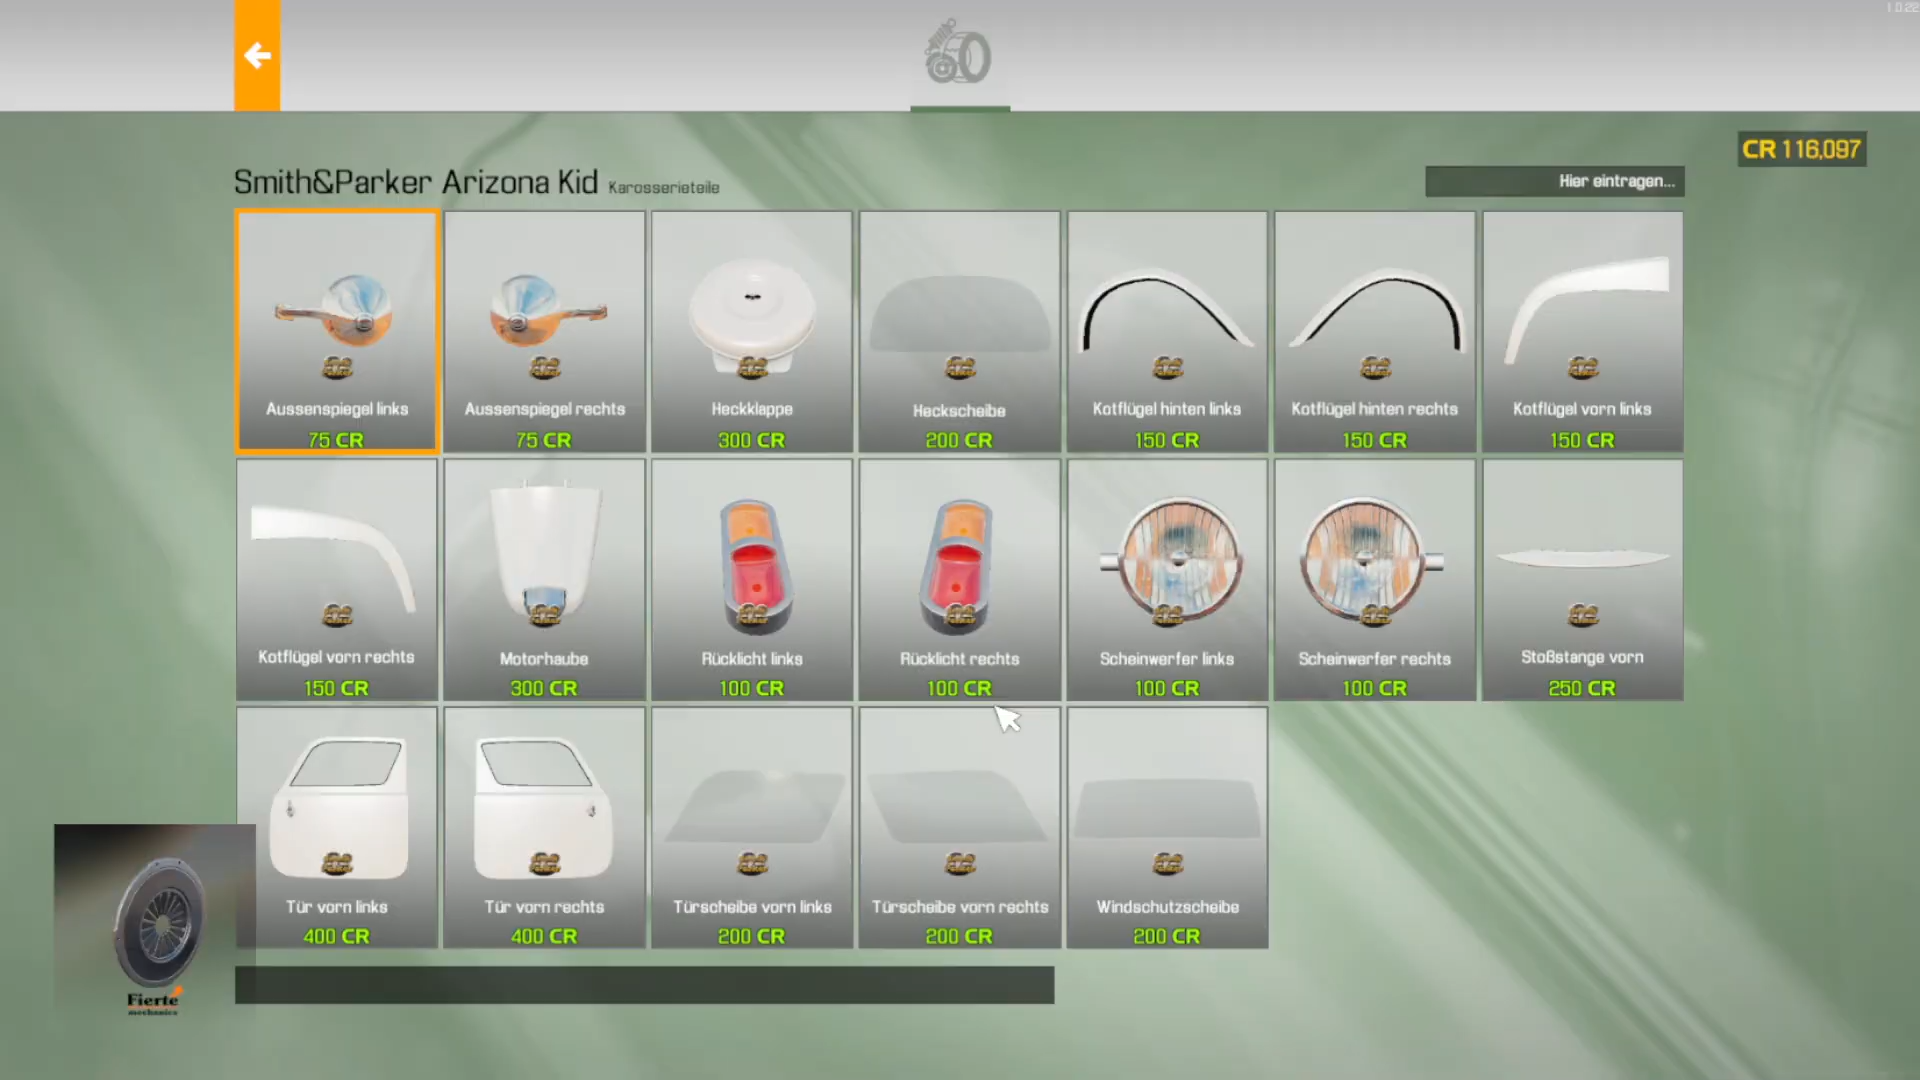 1.0.22
CR 116,097
Smith&Parker Arizona Kid Karosserieteile
Hier eintragen...
Aussenspiegel links
75 CR
Aussenspiegel rechts
75 CR
Heckklappe
300 CR
Heckscheibe
200 CR
Kotflügel hinten links
150 CR
Kotflügel hinten rechts
150 CR
Kotflügel vorn links
150 CR
Kotflügel vorn rechts
150 CR
Motorhaube
300 CR
Rücklicht links
100 CR
Rücklicht rechts
100 CR
Scheinwerfer links
100 CR
Scheinwerfer rechts
100 CR
Stoßstange vorn
250 CR
Tür vorn links
400 CR
Tür vorn rechts
400 CR
Türscheibe vorn links
200 CR
Türscheibe vorn rechts
200 CR
Windschutzscheibe
200 CR
Fierte
mechanics